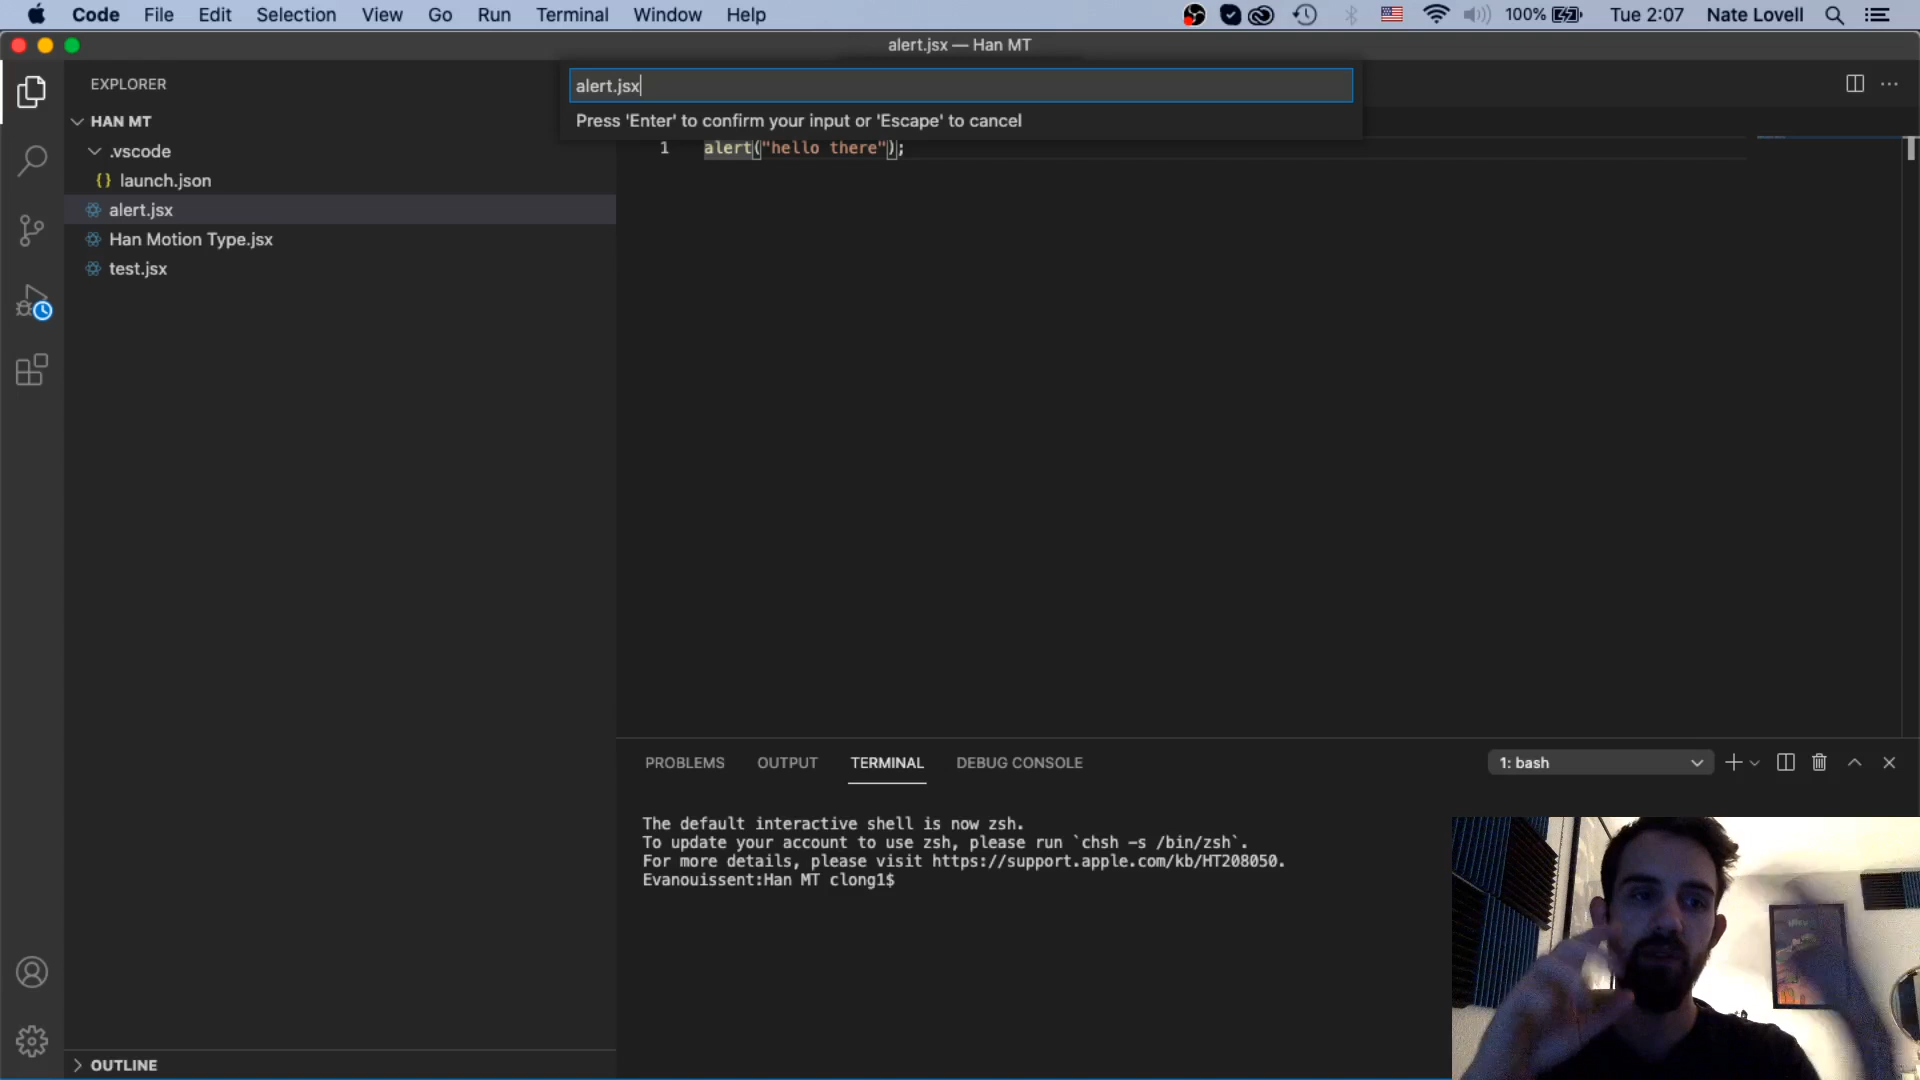 Code File Edit Selection View Go Run Terminal Window Help 100% Tue 2:07 Nate Lovell
alert.jsx — Han MT
EXPLORER
alert.jsx
Press 'Enter' to confirm your input or 'Escape' to cancel
HAN MT
.vscode
{} launch.json
alert.jsx
Han Motion Type.jsx
test.jsx
1 alert("hello there");
PROBLEMS OUTPUT TERMINAL DEBUG CONSOLE 1: bash
The default interactive shell is now zsh.
To update your account to use zsh, please run `chsh -s /bin/zsh`.
For more details, please visit https://support.apple.com/kb/HT208050.
Evanouissent:Han MT clong1$
OUTLINE